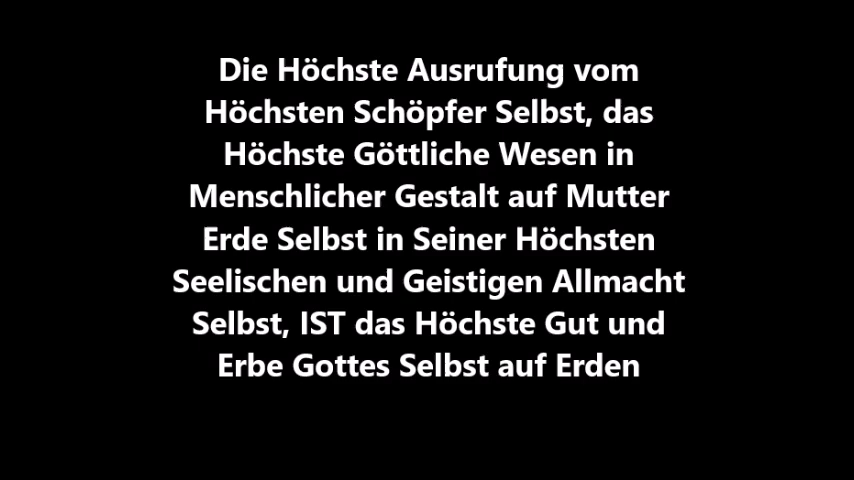 Die Höchste Ausrufung vom
Höchsten Schöpfer Selbst, das
Höchste Göttliche Wesen in
Menschlicher Gestalt auf Mutter
Erde Selbst in Seiner Höchsten
Seelischen und Geistigen Allmacht
Selbst, IST das Höchste Gut und
Erbe Gottes Selbst auf Erden